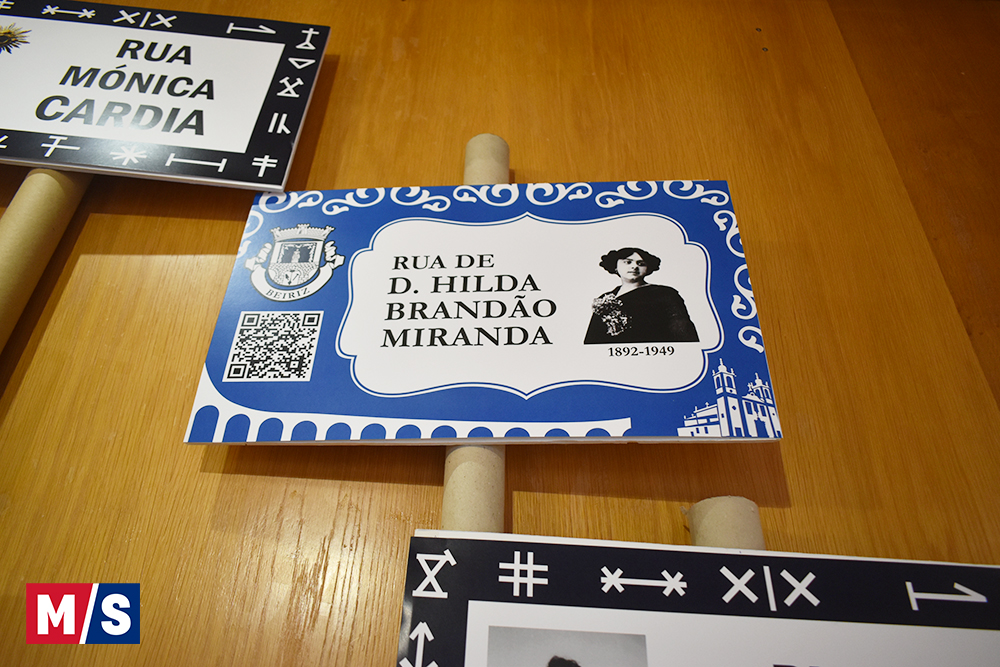 RUA
MÓNICA
CARDIA
BEIRIZ
RUA DE
D. HILDA
BRANDÃO
MIRANDA
1892-1949
M/S